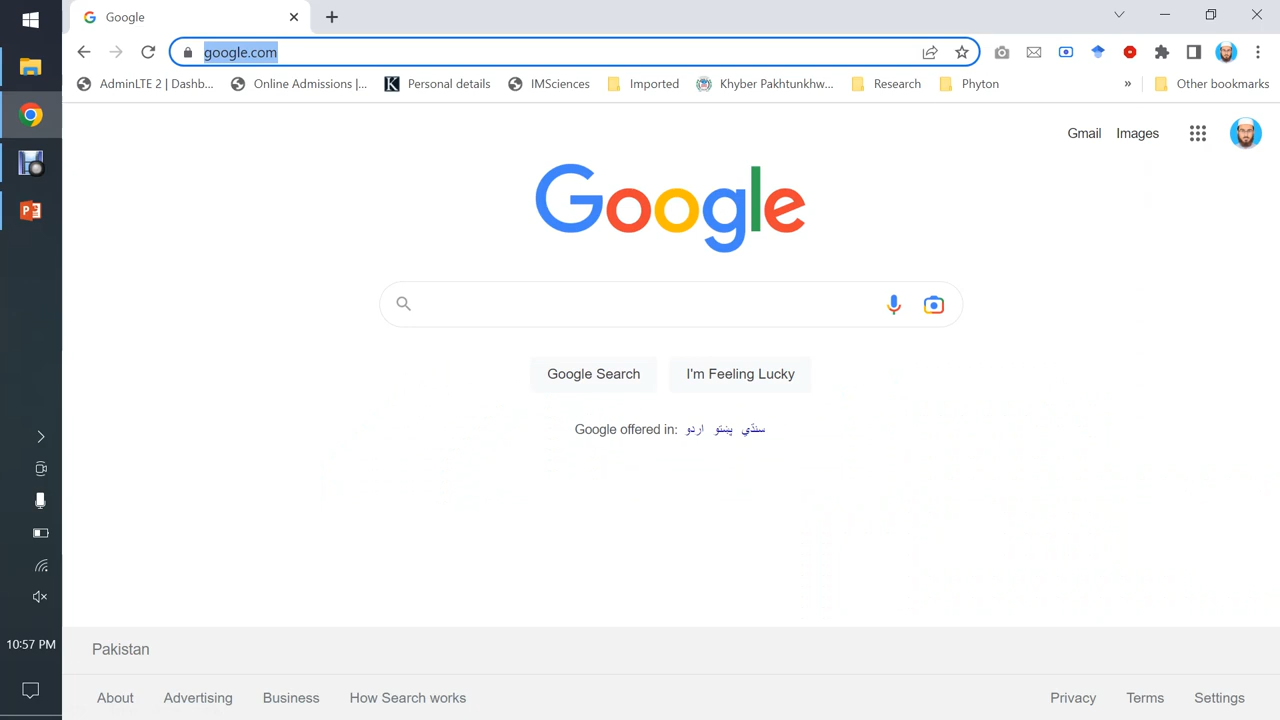 Google
google.com
AdminLTE 2 | Dashb...
Online Admissions |...
K
Personal details
IMSciences
Imported
Khyber Pakhtunkhw...
Research
Phyton
»
Other bookmarks
Gmail
Images
Google
Google Search
I'm Feeling Lucky
Google offered in: اردو پښتو سنڌي
10:57 PM
Pakistan
About
Advertising
Business
How Search works
Privacy
Terms
Settings